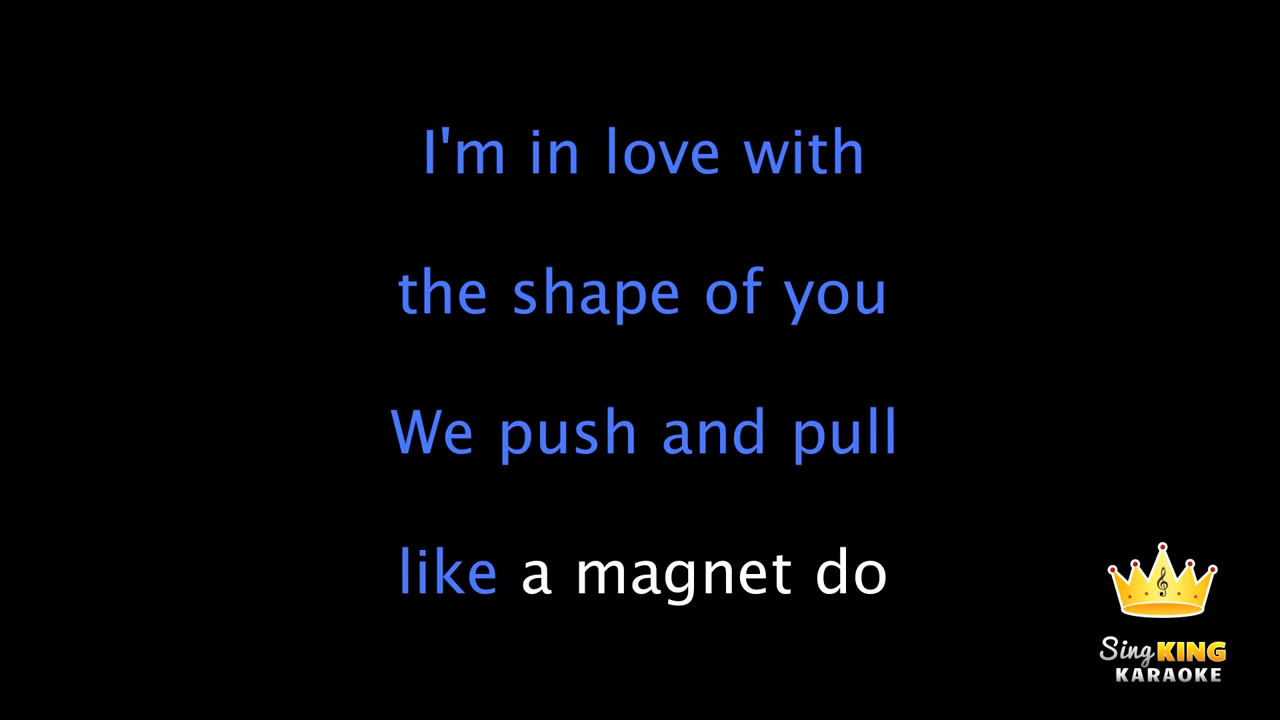 I'm in love with
the shape of you
We push and pull
like a magnet do
Sing KING
KARAOKE